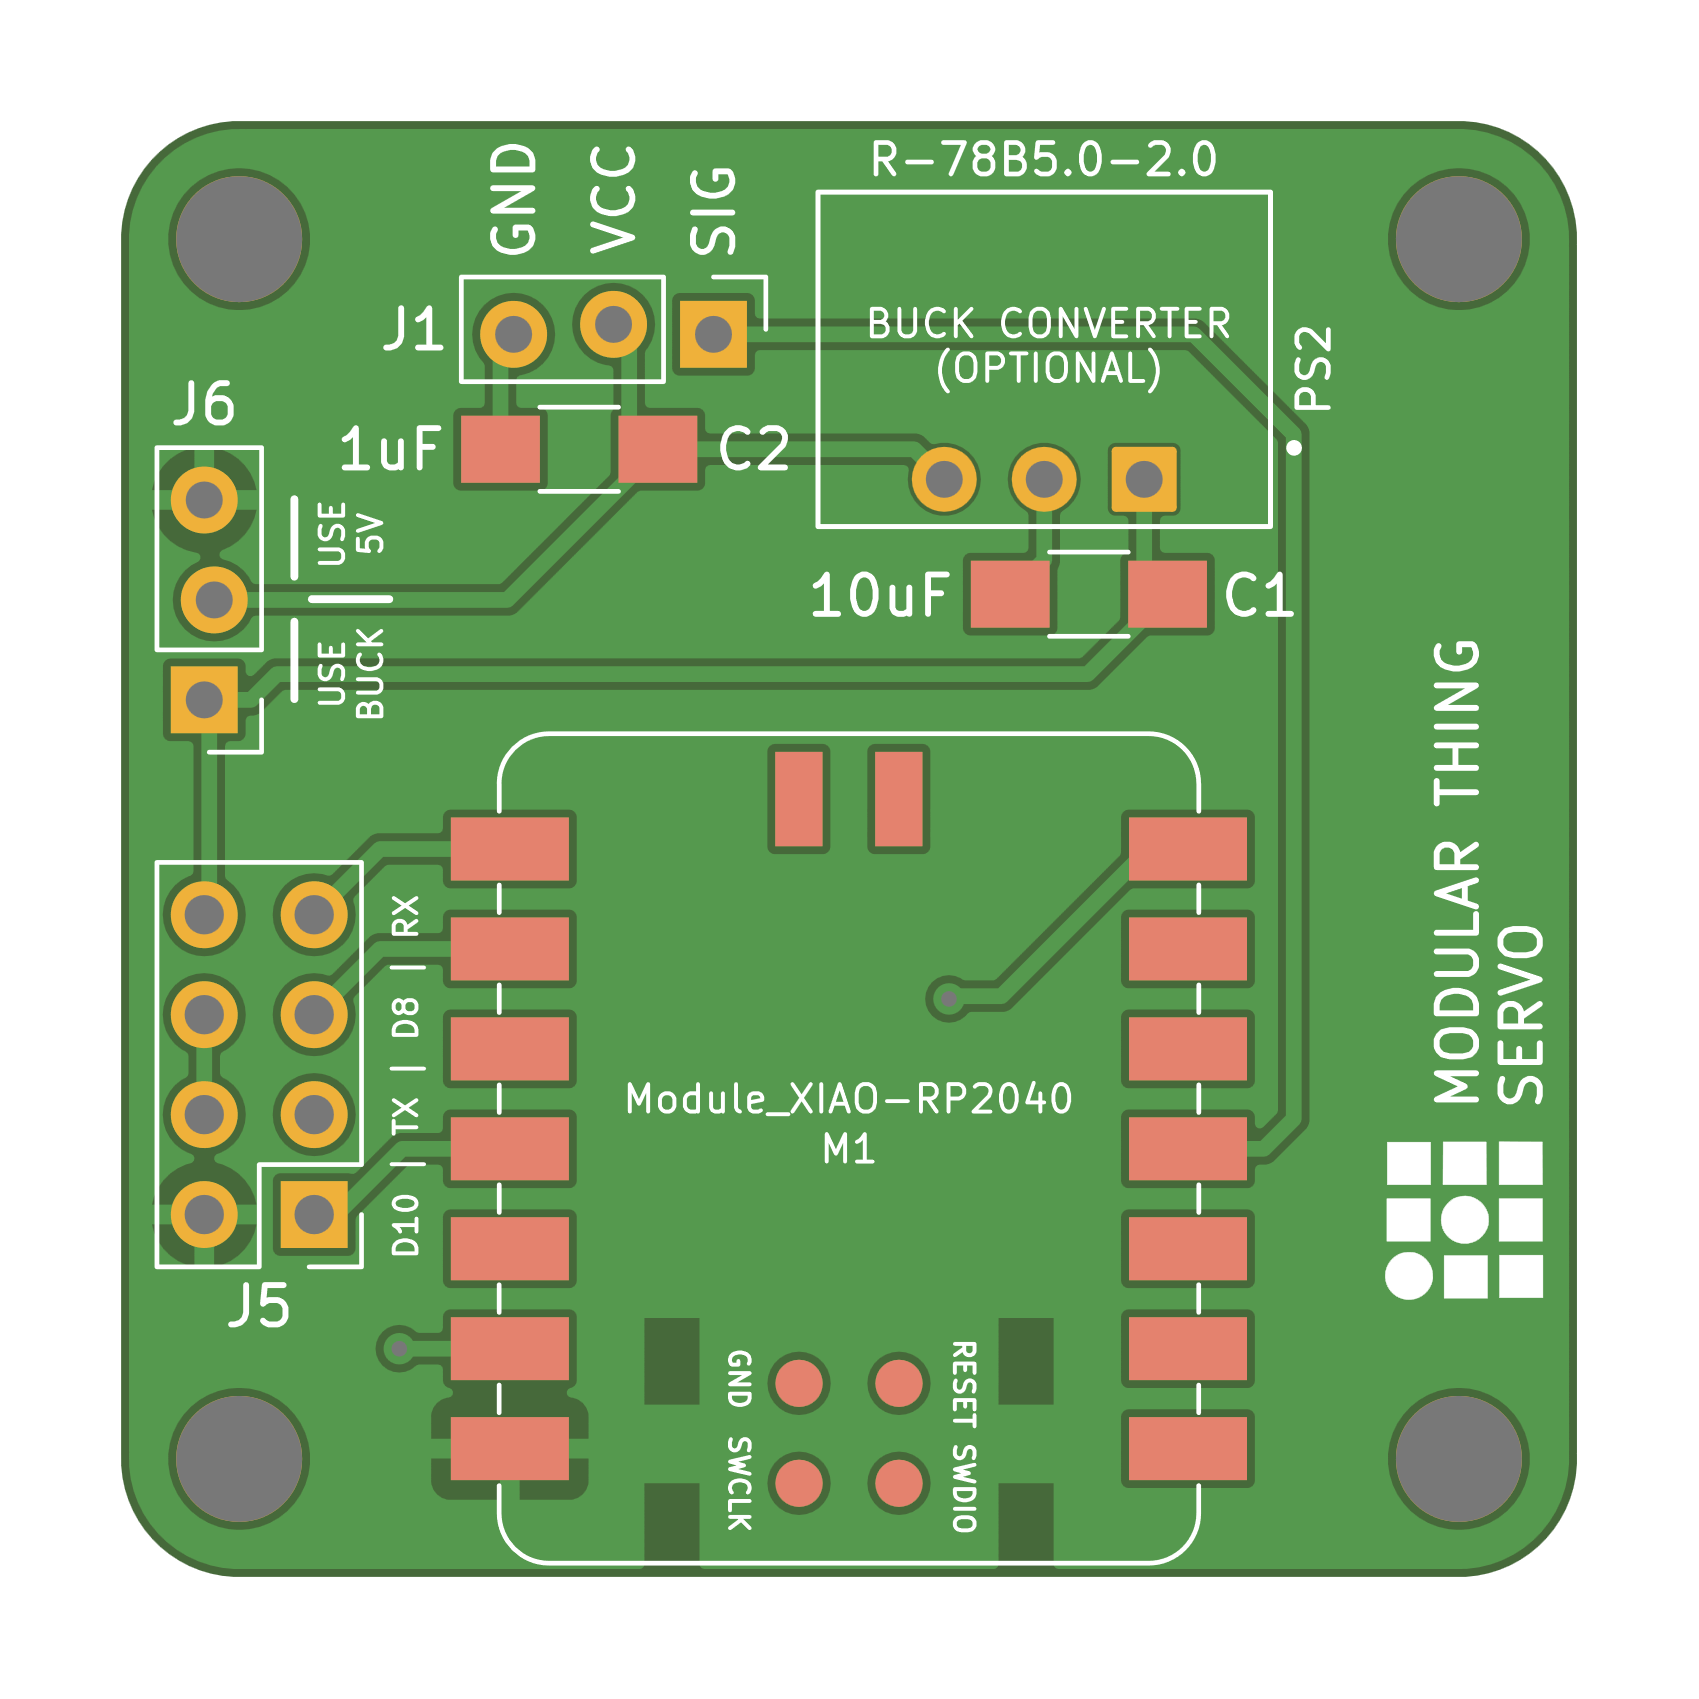 GND
VCC
SIG
R-78B5.0-2.0
J1
BUCK CONVERTER
(OPTIONAL)
PS2
J6
1uF
C2
USE
5V
10uF
C1
USE
BUCK
MODULAR THING
SERVO
D10 | TX | D8 | RX
Module_XIAO-RP2040
M1
J5
GND SWCLK
RESET SWDIO